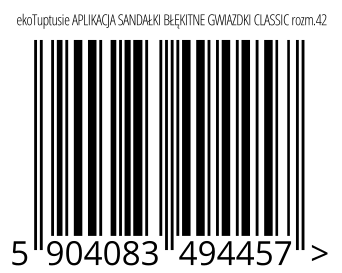 ekoTuptusie APLIKACJA SANDAŁKI BŁĘKITNE GWIAZDKI CLASSIC rozm.42
5 904083 494457 >